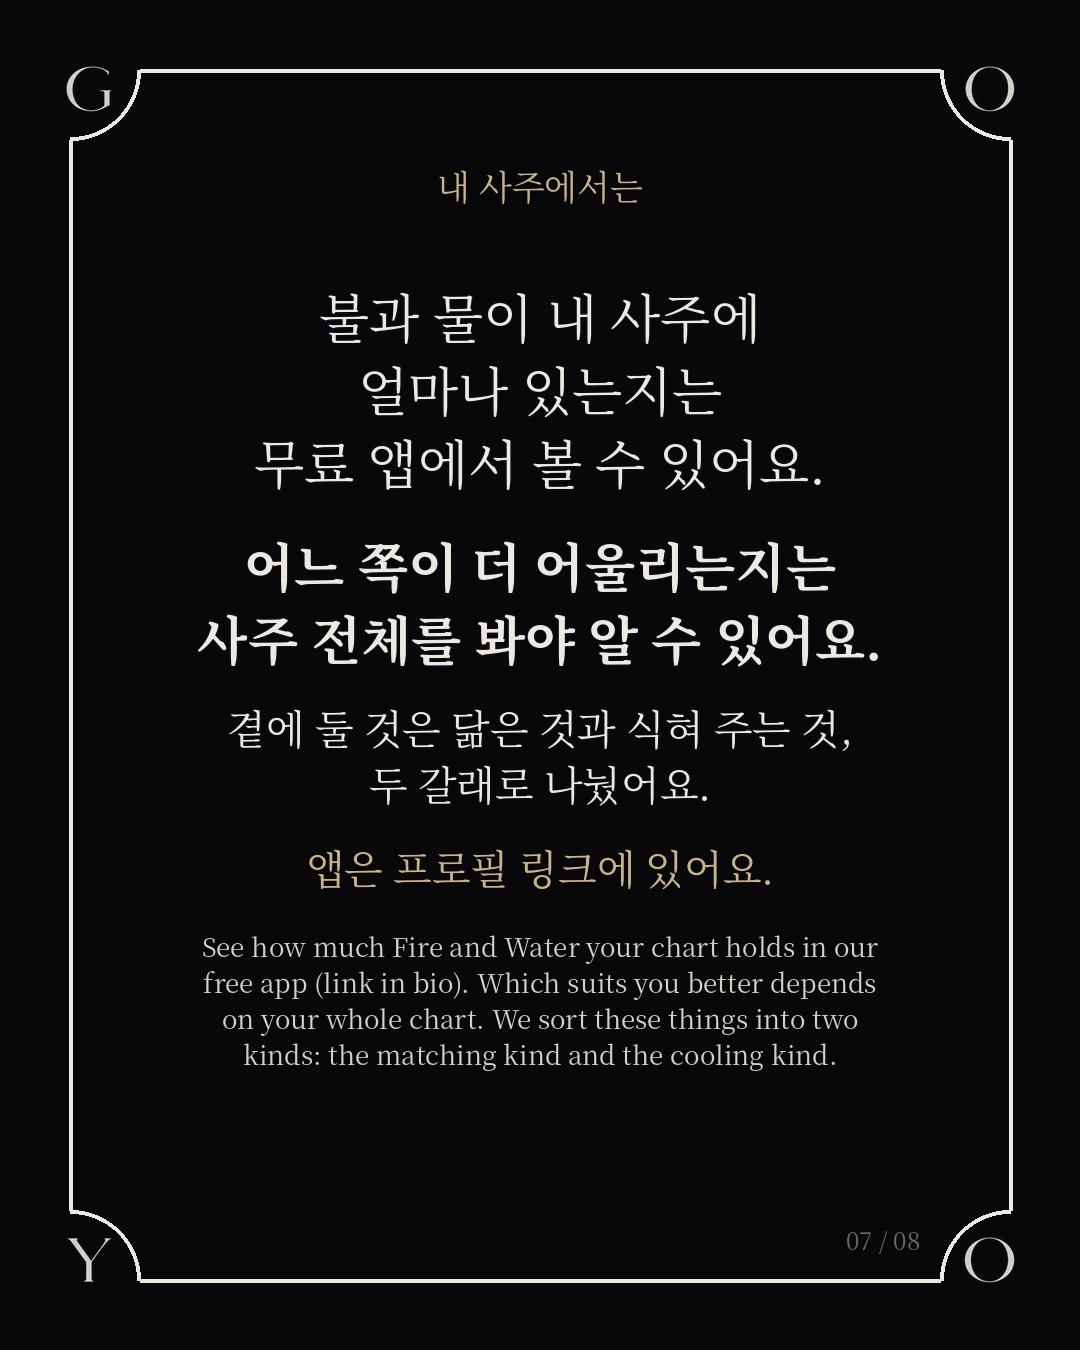 G O
내 사주에서는
불과 물이 내 사주에
얼마나 있는지는
무료 앱에서 볼 수 있어요.
어느 쪽이 더 어울리는지는
사주 전체를 봐야 알 수 있어요.
곁에 둘 것은 닮은 것과 식혀 주는 것,
두 갈래로 나눴어요.
앱은 프로필 링크에 있어요.
See how much Fire and Water your chart holds in our
free app (link in bio). Which suits you better depends
on your whole chart. We sort these things into two
kinds: the matching kind and the cooling kind.
07 / 08
Y O